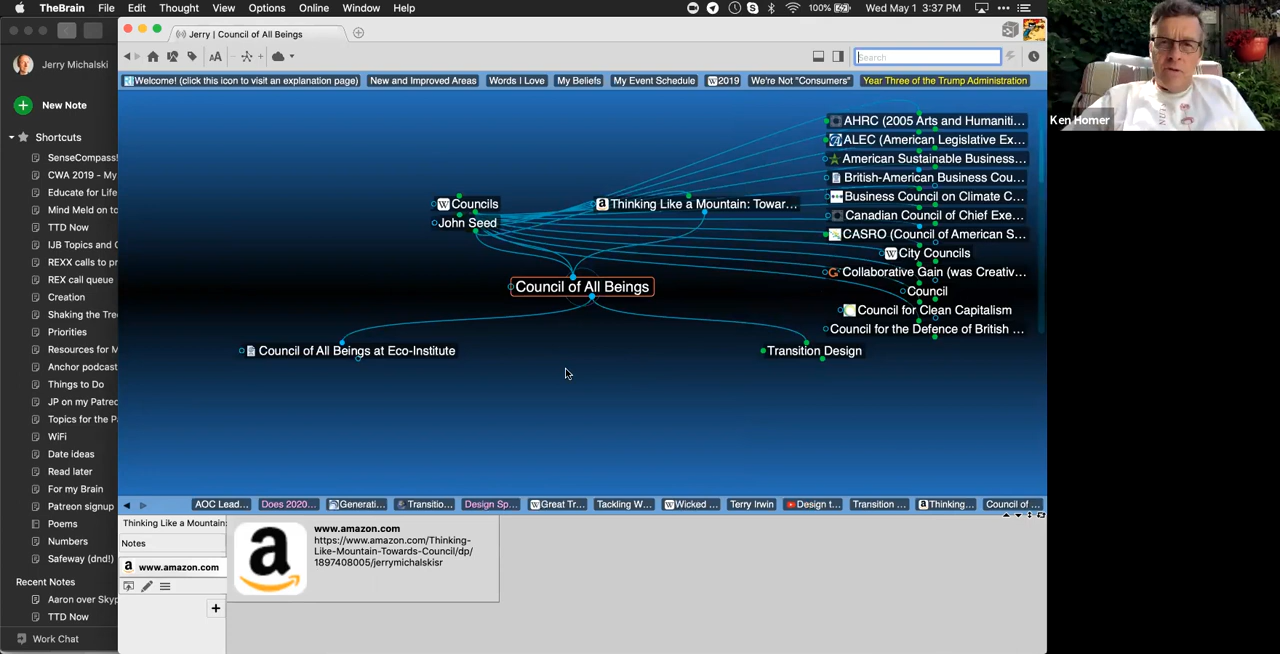 TheBrain File Edit Thought View Options Online Window Help 100% Wed May 1 3:37 PM
Jerry | Council of All Beings
Jerry Michalski
New Note
Shortcuts
SenseCompass!
CWA 2019 - My
Educate for Life
Mind Meld on to
TTD Now
IJB Topics and C
REXX calls to pr
REX call queue
Creation
Shaking the Tre
Priorities
Resources for M
Anchor podcast
Things to Do
JP on my Patre
Topics for the P
WiFi
Date ideas
Read later
For my Brain
Patreon signup
Poems
Numbers
Safeway (dnd!)
Recent Notes
Aaron over Skyp
TTD Now
Work Chat
AA
Search
Welcome! (click this icon to visit an explanation page) New and Improved Areas Words I Love My Beliefs My Event Schedule W 2019 We're Not "Consumers" Year Three of the Trump Administration
W Councils
John Seed
a Thinking Like a Mountain: Towar...
Council of All Beings
Council of All Beings at Eco-Institute
Transition Design
AHRC (2005 Arts and Humaniti...
ALEC (American Legislative Ex...
American Sustainable Business...
British-American Business Cou...
Business Council on Climate C...
Canadian Council of Chief Exe...
CASRO (Council of American S...
W City Councils
Collaborative Gain (was Creativ...
Council
Council for Clean Capitalism
Council for the Defence of British ...
AOC Lead... Does 2020... Generati... Transitio... Design Sp... W Great Tr... Tackling W... W Wicked ... Terry Irwin Design t... Transition ... a Thinking... Council of...
Thinking Like a Mountain:
Notes
a www.amazon.com
a
www.amazon.com
https://www.amazon.com/Thinking-
Like-Mountain-Towards-Council/dp/
1897408005/jerrymichalskisr
Ken Homer